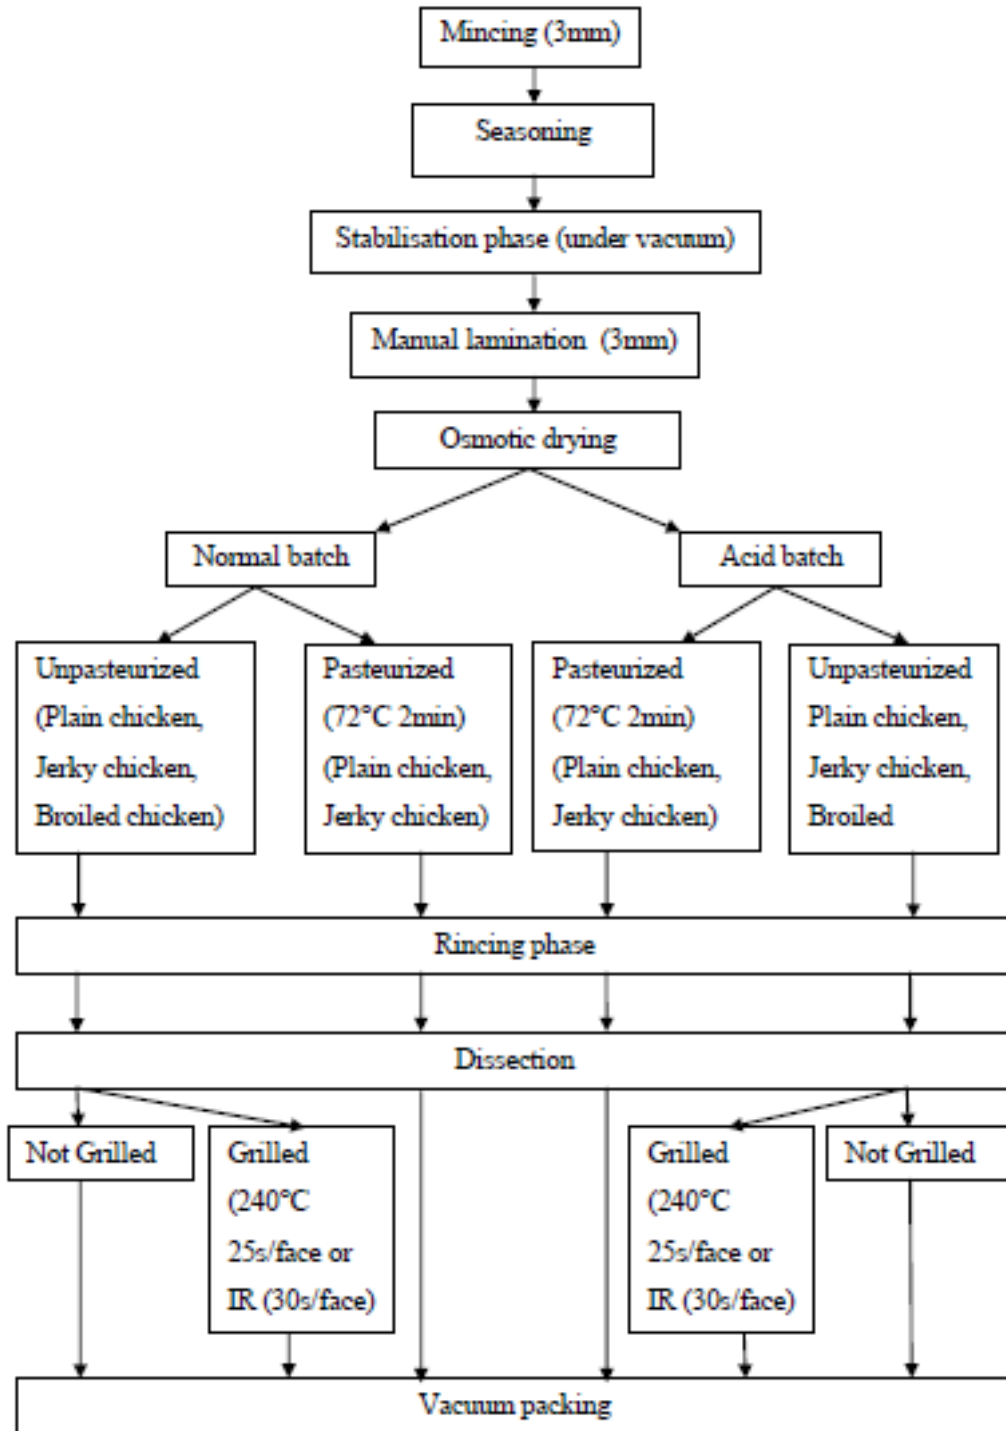 Mincing (3mm)
Seasoning
Stabilisation phase (under vacuum)
Manual lamination (3mm)
Osmotic drying
Normal batch
Acid batch
Unpasteurized
(Plain chicken,
Jerky chicken,
Broiled chicken)
Pasteurized
(72°C 2min)
(Plain chicken,
Jerky chicken)
Pasteurized
(72°C 2min)
(Plain chicken,
Jerky chicken)
Unpasteurized
Plain chicken,
Jerky chicken,
Broiled
Rincing phase
Dissection
Not Grilled
Grilled
(240°C
25s/face or
IR (30s/face)
Grilled
(240°C
25s/face or
IR (30s/face)
Not Grilled
Vacuum packing